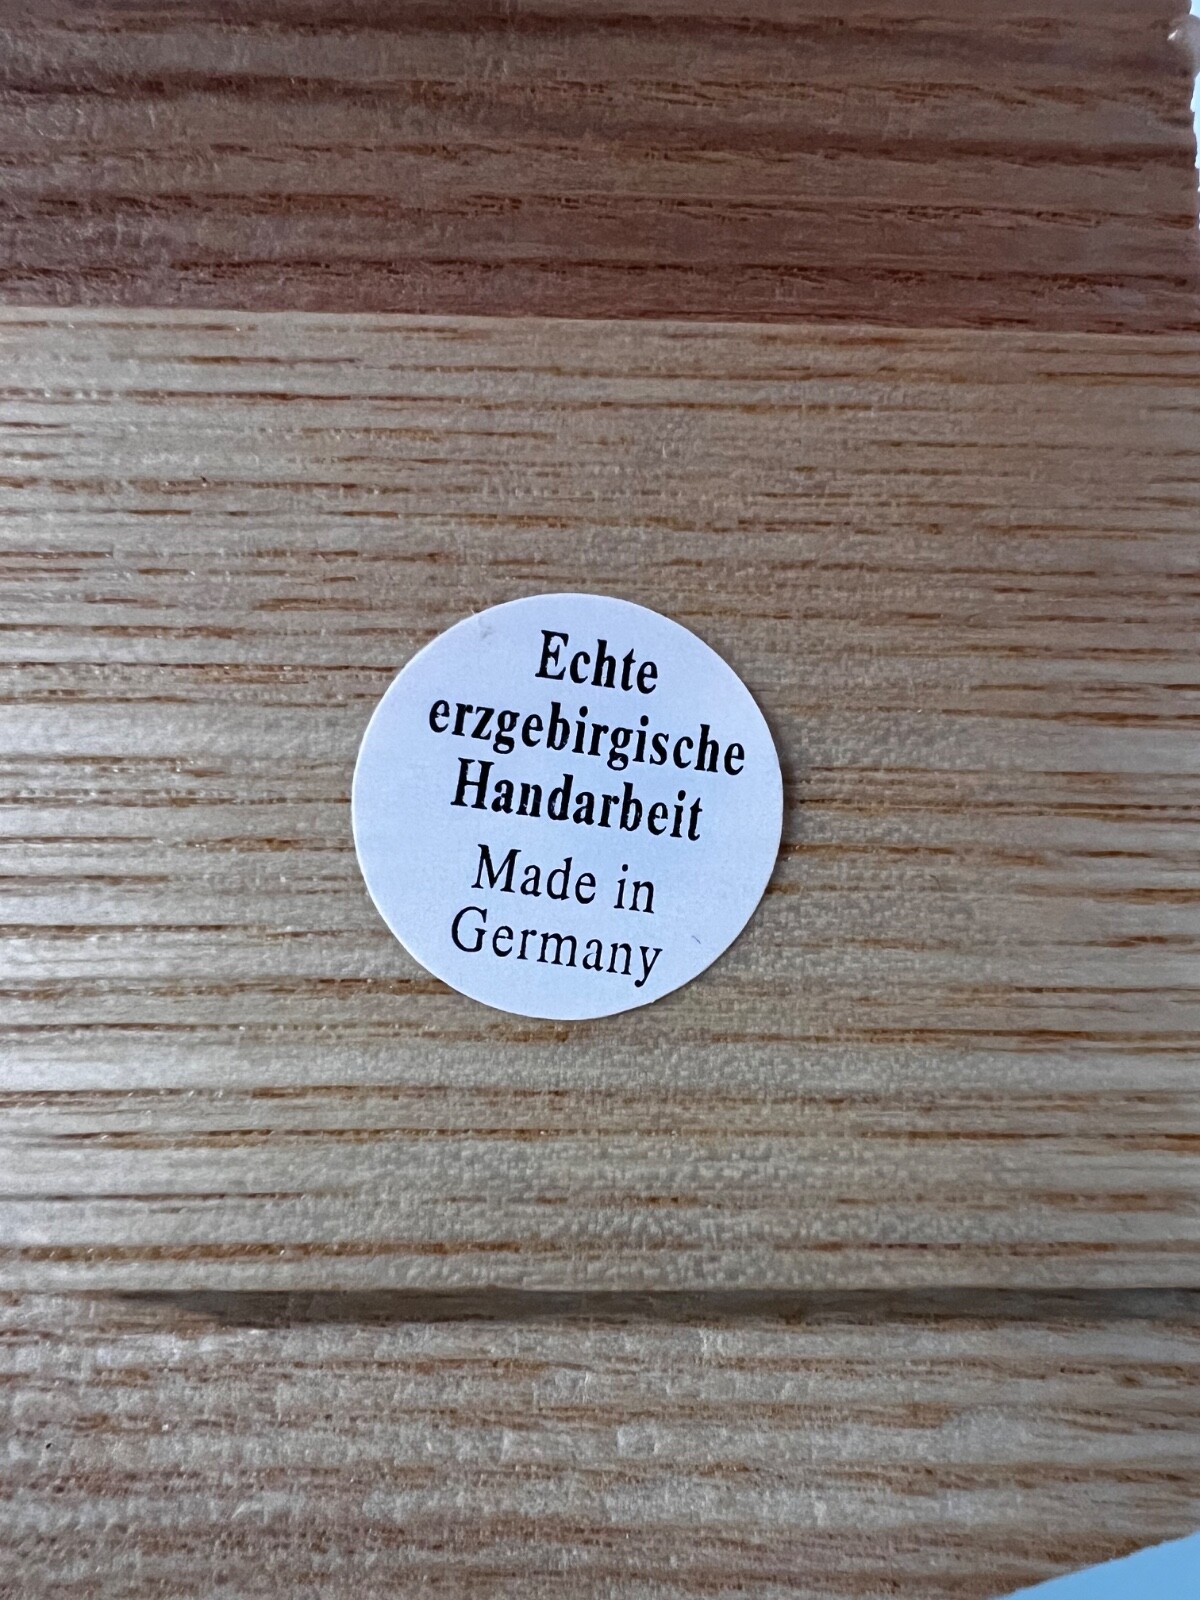 Echte
erzgebirgische
Handarbeit
Made in
Germany